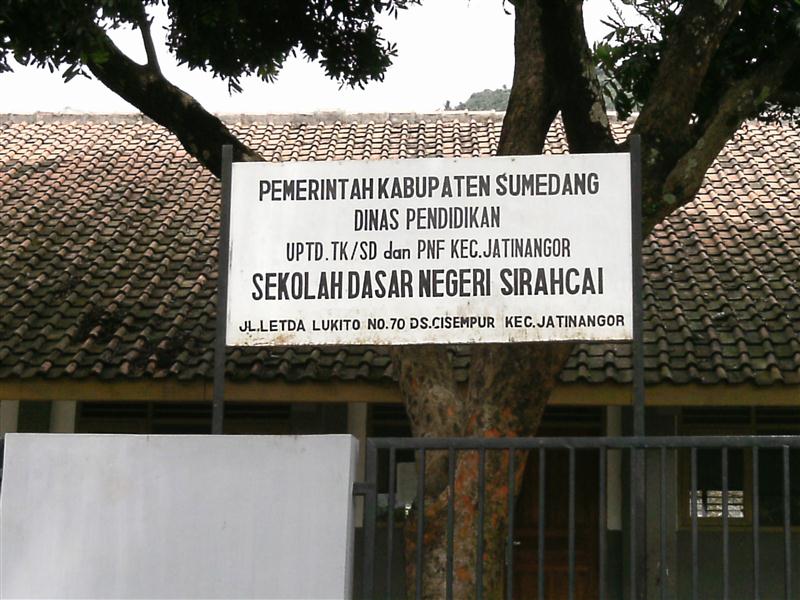 PEMERINTAH KABUPATEN SUMEDANG
DINAS PENDIDIKAN
UPTD.TK/SD dan PNF KEC.JATINANGOR
SEKOLAH DASAR NEGERI SIRAHCAI
JL.LETDA LUKITO NO.70 DS.CISEMPUR KEC.JATINANGOR